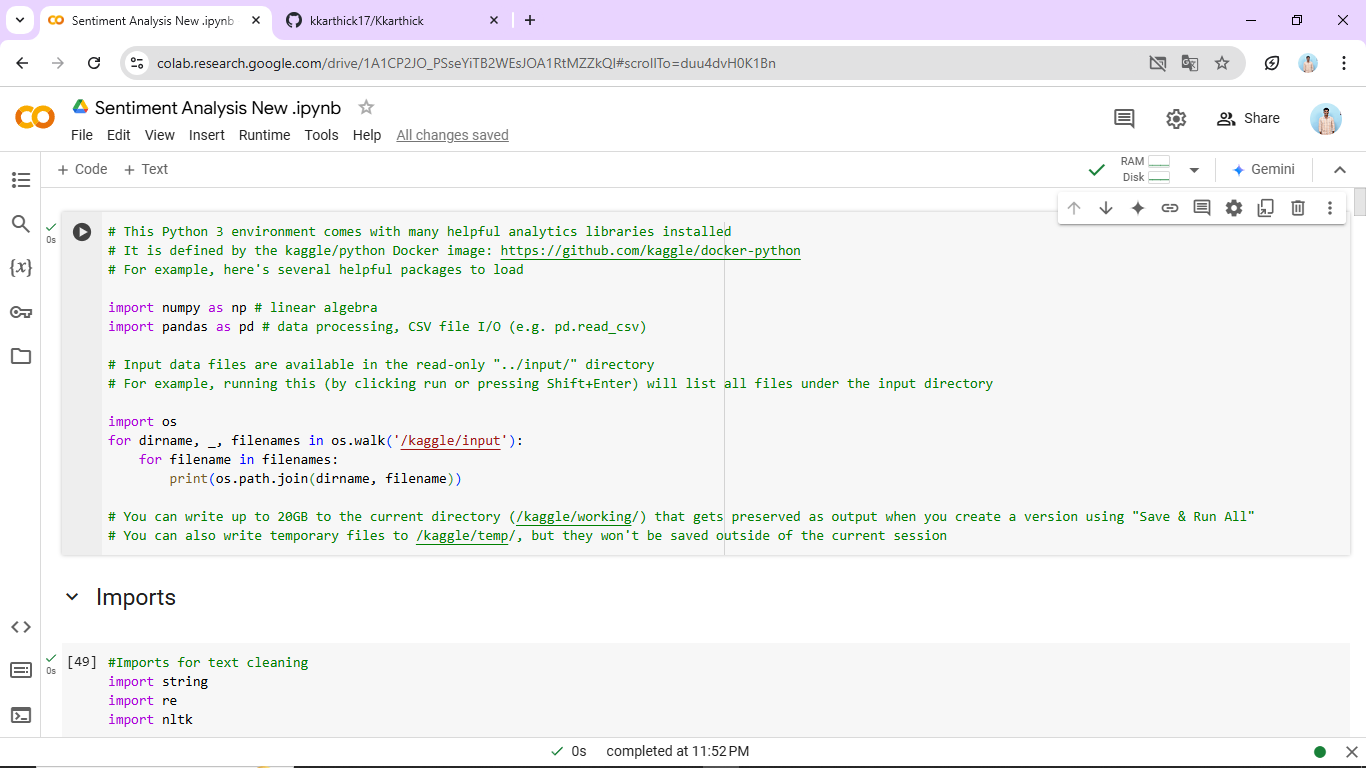 Sentiment Analysis New .ipynb
kkarthick17/Kkarthick
colab.research.google.com/drive/1A1CP2JO_PSseYiTB2WEsJOA1RtMZZkQI#scrollTo=duu4dvH0K1Bn
Sentiment Analysis New .ipynb
File Edit View Insert Runtime Tools Help All changes saved
Share
+ Code + Text
RAM
Disk
Gemini
0s
# This Python 3 environment comes with many helpful analytics libraries installed
# It is defined by the kaggle/python Docker image: https://github.com/kaggle/docker-python
# For example, here's several helpful packages to load
import numpy as np # linear algebra
import pandas as pd # data processing, CSV file I/O (e.g. pd.read_csv)
# Input data files are available in the read-only "../input/" directory
# For example, running this (by clicking run or pressing Shift+Enter) will list all files under the input directory
import os
for dirname, _, filenames in os.walk('/kaggle/input'):
    for filename in filenames:
        print(os.path.join(dirname, filename))
# You can write up to 20GB to the current directory (/kaggle/working/) that gets preserved as output when you create a version using "Save & Run All"
# You can also write temporary files to /kaggle/temp/, but they won't be saved outside of the current session
Imports
0s
[49] #Imports for text cleaning
import string
import re
import nltk
0s completed at 11:52 PM